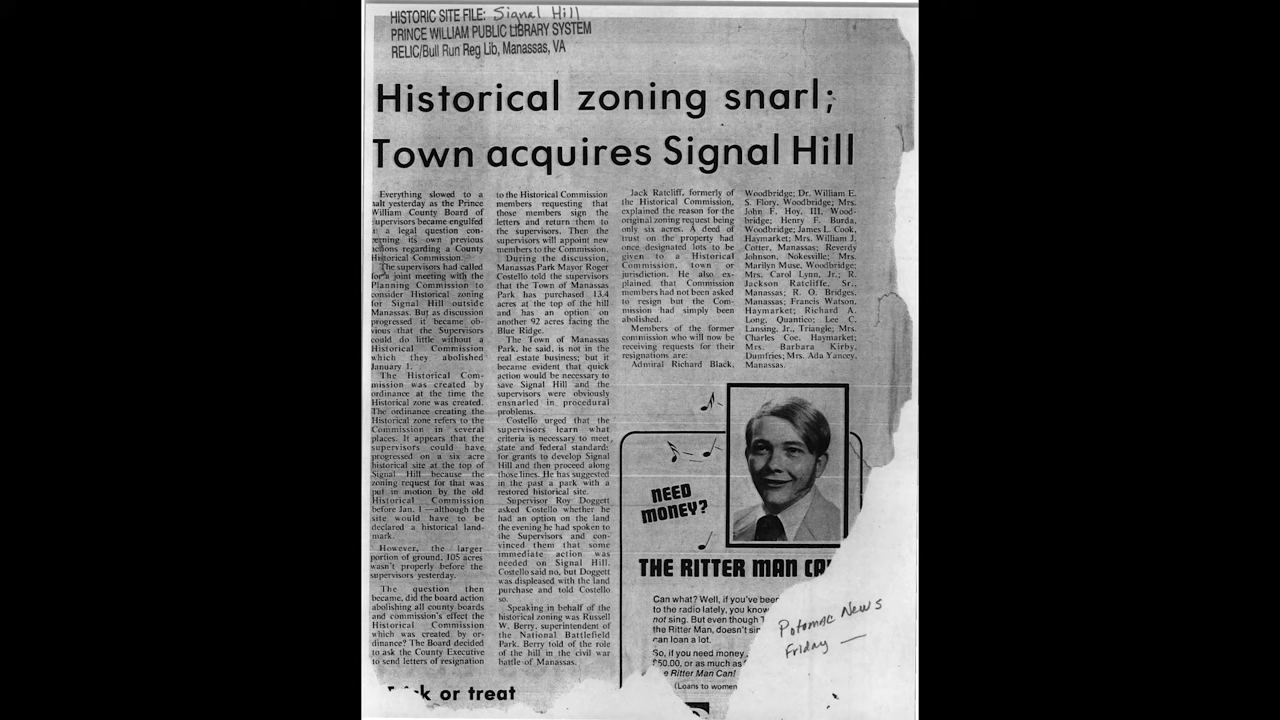 HISTORIC SITE FILE: Signal Hill
PRINCE WILLIAM PUBLIC LIBRARY SYSTEM
RELIC/Bull Run Reg Lib, Manassas, VA
Historical zoning snarl;
Town acquires Signal Hill
Everything slowed to a
halt yesterday as the Prince
William County Board of
Supervisors became engulfed
in a legal question con-
cerning its own previous
actions regarding a County
Historical Commission.
The supervisors had called
for a joint meeting with the
Planning Commission to
consider Historical zoning
for Signal Hill outside
Manassas. But as discussion
progressed it became ob-
vious that the Supervisors
could do little without a
Historical Commission
which they abolished
January 1.
The Historical Com-
mission was created by
ordinance at the time the
Historical zone was created.
The ordinance creating the
Historical zone refers to the
Commission in several
places. It appears that the
supervisors could have
progressed on a six acre
historical site at the top of
Signal Hill because the
zoning request for that was
put in motion by the old
Historical Commission
before Jan. 1 — although the
site would have to be
declared a historical land-
mark.
However, the larger
portion of ground, 105 acres
wasn't properly before the
supervisors yesterday.
The question then
became, did the board action
abolishing all county boards
and commission's effect the
Historical Commission
which was created by or-
dinance? The Board decided
to ask the County Executive
to send letters of resignation
to the Historical Commission
members requesting that
those members sign the
letters and return them to
the supervisors. Then the
supervisors will appoint new
members to the Commission.
During the discussion,
Manassas Park Mayor Roger
Costello told the supervisors
that the Town of Manassas
Park has purchased 13.4
acres at the top of the hill
and has an option on
another 92 acres facing the
Blue Ridge.
The Town of Manassas
Park, he said, is not in the
real estate business; but it
became evident that quick
action would be necessary to
save Signal Hill and the
supervisors were obviously
ensnarled in procedural
problems.
Costello urged that the
supervisors learn what
criteria is necessary to meet
state and federal standard:
for grants to develop Signal
Hill and then proceed along
those lines. He has suggested
in the past a park with a
restored historical site.
Supervisor Roy Doggett
asked Costello whether he
had an option on the land
the evening he had spoken to
the Supervisors and con-
vinced them that some
immediate action was
needed on Signal Hill.
Costello said no, but Doggett
was displeased with the land
purchase and told Costello
so.
Speaking in behalf of the
historical zoning was Russell
W. Berry, superintendent of
the National Battlefield
Park. Berry told of the role
of the hill in the civil war
battle of Manassas.
Jack Ratcliff, formerly of
the Historical Commission,
explained the reason for the
original zoning request being
only six acres. A deed of
trust on the property had
once designated lots to be
given to a Historical
Commission, town or
jurisdiction. He also ex-
plained that Commission
members had not been asked
to resign but the Com-
mission had simply been
abolished.
Members of the former
commission who will now be
receiving requests for their
resignations are:
Admiral Richard Black,
Woodbridge; Dr. William E.
S. Flory, Woodbridge; Mrs.
John F. Hoy, III, Wood-
bridge; Henry F. Burda,
Woodbridge; James L. Cook,
Haymarket; Mrs. William J.
Cotter, Manassas; Reverdy
Johnson, Nokesville; Mrs.
Marilyn Muse, Woodbridge;
Mrs. Carol Lynn, Jr.; R.
Jackson Ratcliffe, Sr.,
Manassas; R. O. Bridges,
Manassas; Francis Watson,
Haymarket; Richard A.
Long, Quantico; Lee C.
Lansing, Jr., Triangle; Mrs.
Charles Coe, Haymarket;
Mrs. Barbara Kirby,
Dumfries; Mrs. Ada Yancey,
Manassas.
NEED
MONEY?
THE RITTER MAN CA
Can what? Well, if you've been
to the radio lately, you know
not sing. But even though T
the Ritter Man, doesn't sin
can loan a lot.
So, if you need money
$50.00, or as much as
e Ritter Man Can!
(Loans to women
Potomac News
Friday —
ck or treat